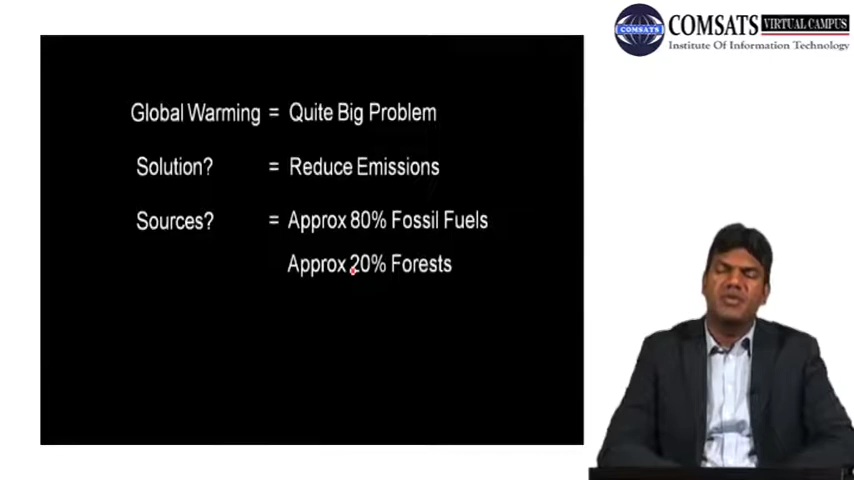 COMSATS VIRTUAL CAMPUS
COMSATS
Institute Of Information Technology
Global Warming = Quite Big Problem
Solution? = Reduce Emissions
Sources? = Approx 80% Fossil Fuels
Approx 20% Forests